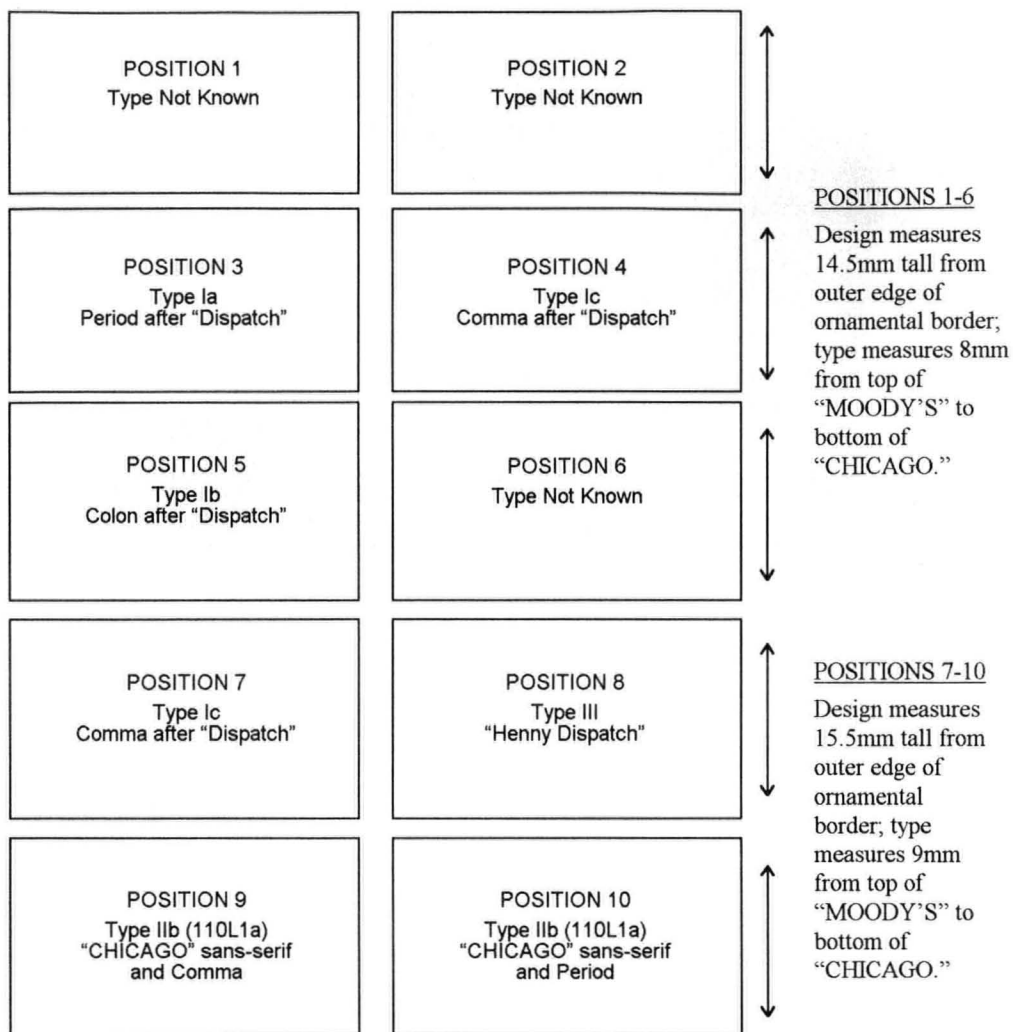 POSITION 1
Type Not Known
POSITION 2
Type Not Known
POSITION 3
Type Ia
Period after “Dispatch”
POSITION 4
Type Ic
Comma after “Dispatch”
POSITION 5
Type Ib
Colon after “Dispatch”
POSITION 6
Type Not Known
POSITIONS 1-6
Design measures
14.5mm tall from
outer edge of
ornamental border;
type measures 8mm
from top of
“MOODY’S” to
bottom of
“CHICAGO.”
POSITION 7
Type Ic
Comma after “Dispatch”
POSITION 8
Type III
“Henny Dispatch”
POSITION 9
Type IIb (110L1a)
“CHICAGO” sans-serif
and Comma
POSITION 10
Type IIb (110L1a)
“CHICAGO” sans-serif
and Period
POSITIONS 7-10
Design measures
15.5mm tall from
outer edge of
ornamental
border; type
measures 9mm
from top of
“MOODY’S” to
bottom of
“CHICAGO.”